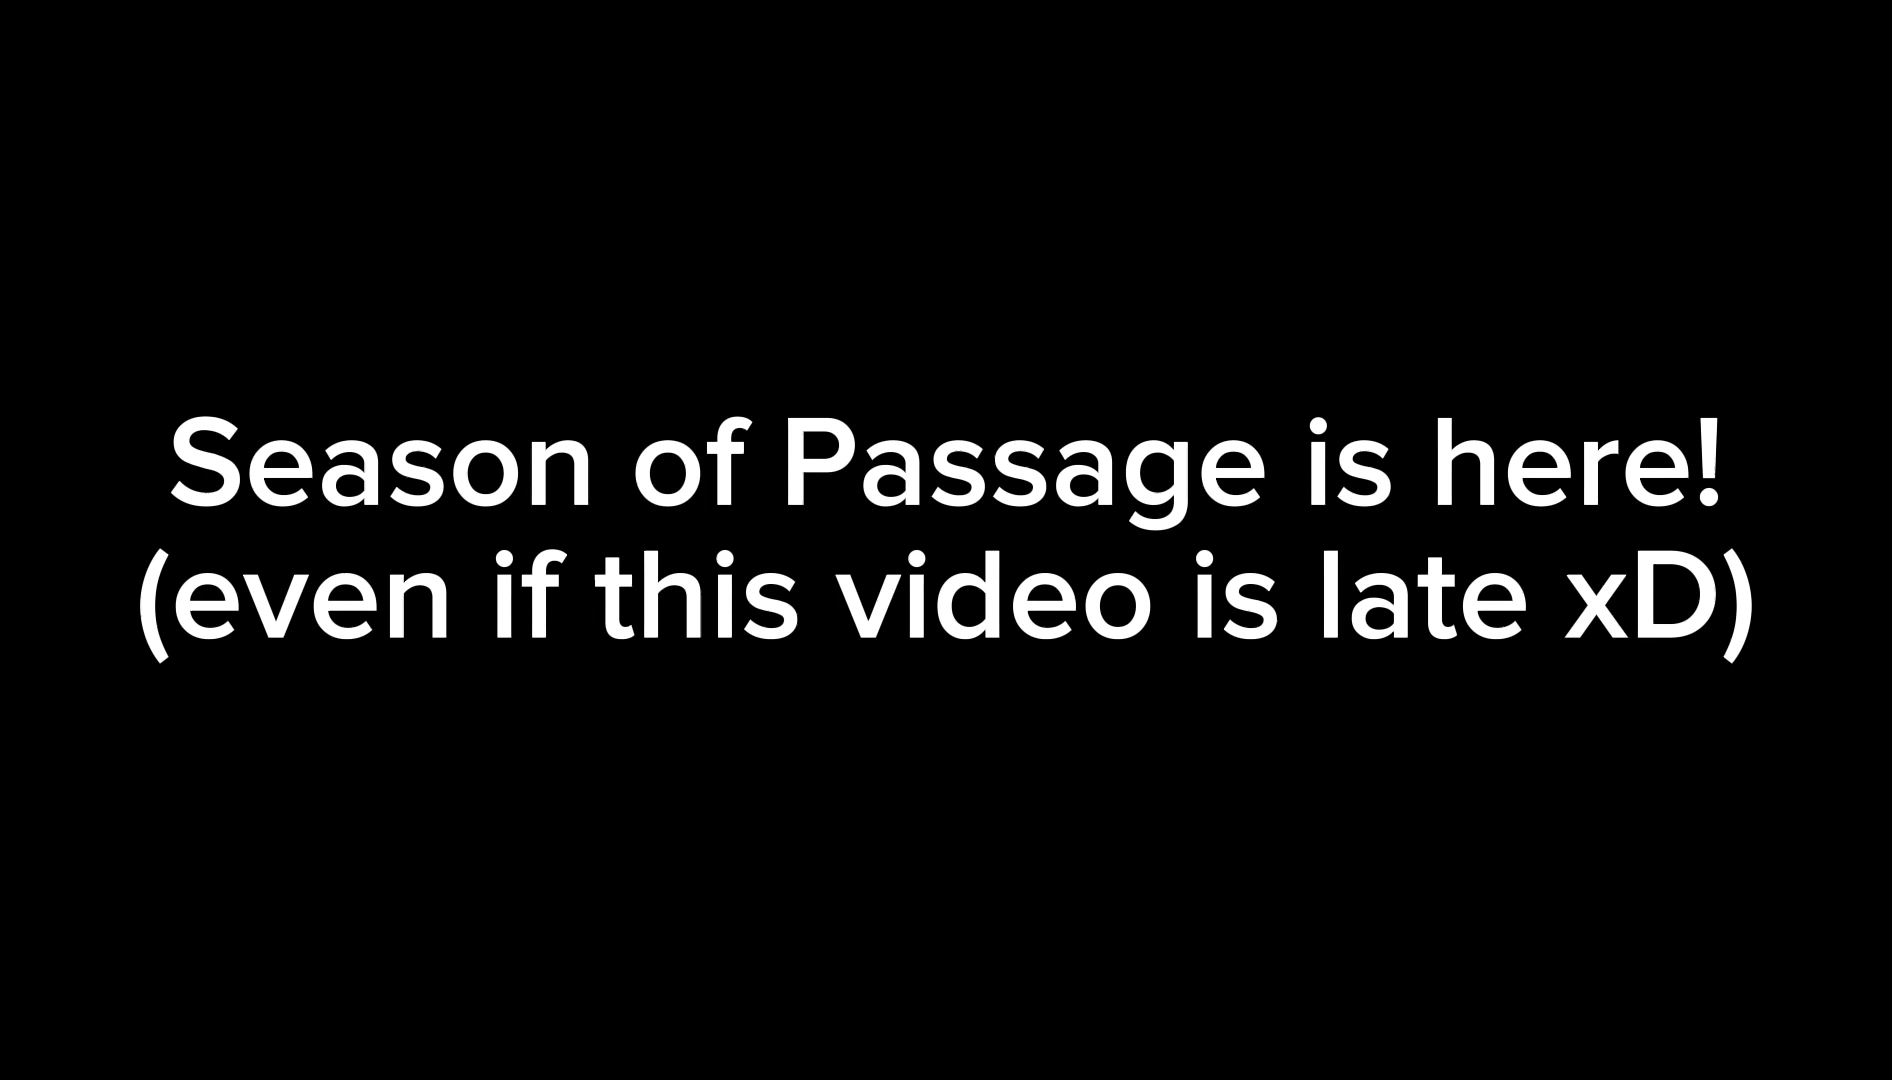 Season of Passage is here!
(even if this video is late xD)